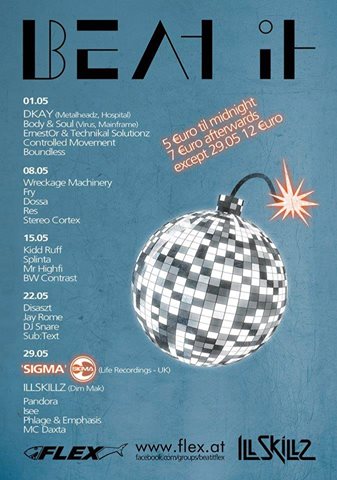 BEAT it
01.05
DKAY (Metalheadz, Hospital)
Body & Soul (Virus, Mainframe)
ErnestOr & Technikal Solutionz
Controlled Movement
Boundless
5 €uro til midnight
7 €uro afterwards
except 29.05 12 €uro
08.05
Wreckage Machinery
Fry
Dossa
Res
Stereo Cortex
15.05
Kidd Ruff
Splinta
Mr Highfi
BW Contrast
22.05
Disaszt
Jay Rome
DJ Snare
Sub:Text
29.05
'SIGMA' SIGMA (Life Recordings - UK)
ILLSKILLZ (Dim Mak)
Pandora
Isee
Phlage & Emphasis
MC Daxta
FLEX
www.flex.at
facebook.com/groups/beatitflex
ILLSKILLZ